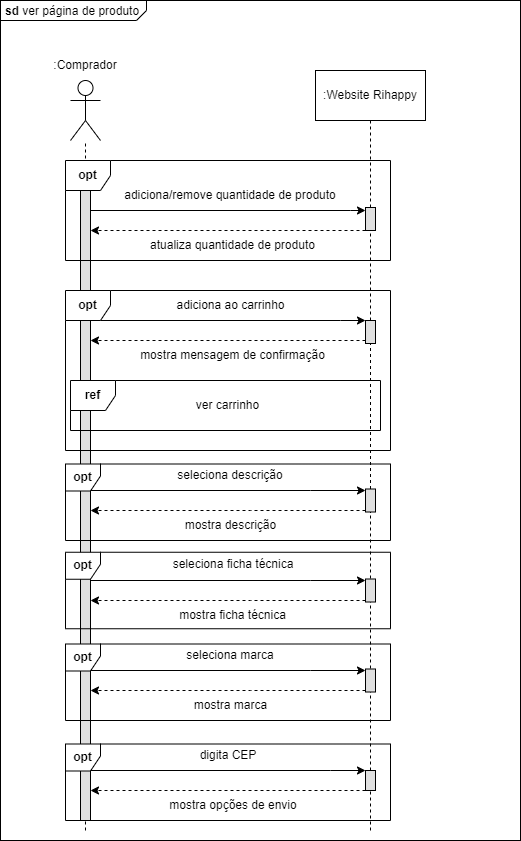 sd ver página de produto
:Comprador
:Website Rihappy
opt
adiciona/remove quantidade de produto
atualiza quantidade de produto
opt
adiciona ao carrinho
mostra mensagem de confirmação
ref
ver carrinho
opt
seleciona descrição
mostra descrição
opt
seleciona ficha técnica
mostra ficha técnica
opt
seleciona marca
mostra marca
opt
digita CEP
mostra opções de envio